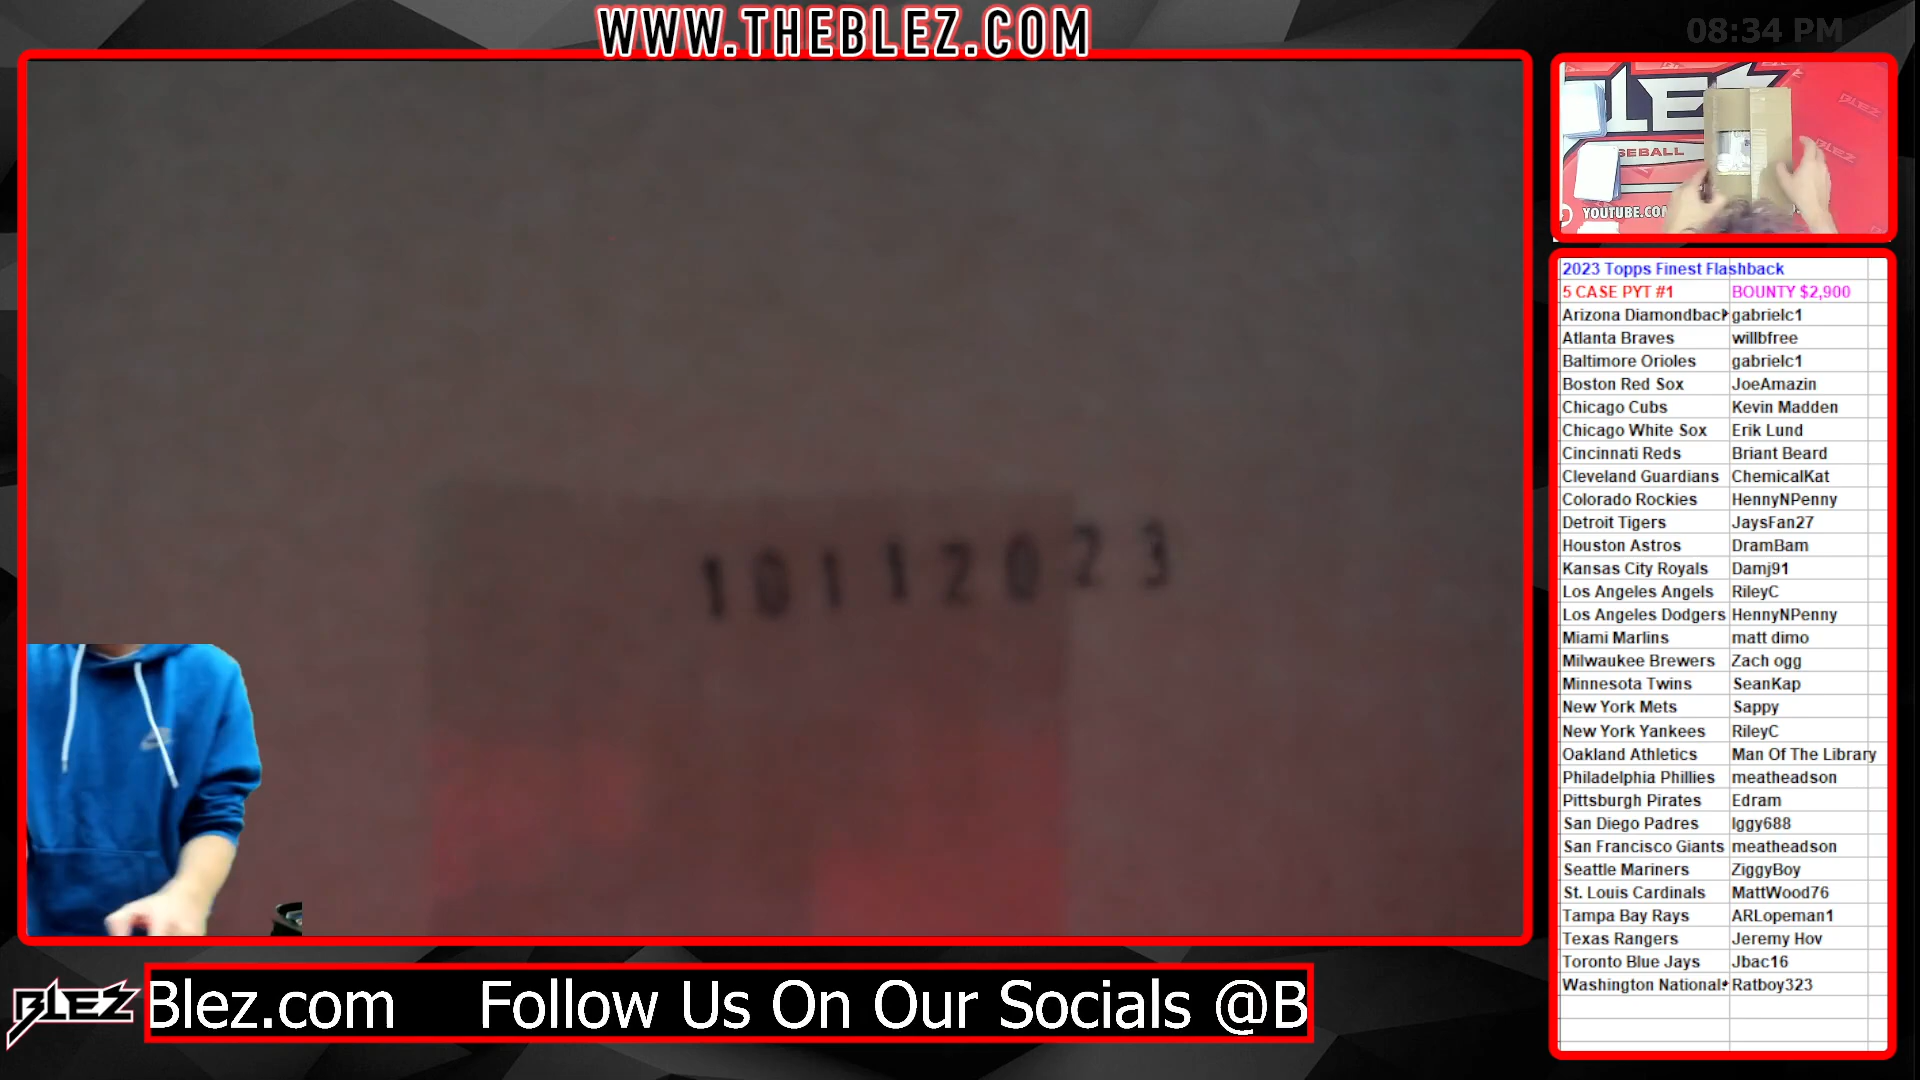 WWW.THEBLEZ.COM
08:34 PM
BLEZ
SEBALL
YOUTUBE.COM
BLEZ
BLEZ
10112023
2023 Topps Finest Flashback
5 CASE PYT #1 BOUNTY $2,900
Arizona Diamondback gabrielc1
Atlanta Braves willbfree
Baltimore Orioles gabrielc1
Boston Red Sox JoeAmazin
Chicago Cubs Kevin Madden
Chicago White Sox Erik Lund
Cincinnati Reds Briant Beard
Cleveland Guardians ChemicalKat
Colorado Rockies HennyNPenny
Detroit Tigers JaysFan27
Houston Astros DramBam
Kansas City Royals Damj91
Los Angeles Angels RileyC
Los Angeles Dodgers HennyNPenny
Miami Marlins matt dimo
Milwaukee Brewers Zach ogg
Minnesota Twins SeanKap
New York Mets Sappy
New York Yankees RileyC
Oakland Athletics Man Of The Library
Philadelphia Phillies meatheadson
Pittsburgh Pirates Edram
San Diego Padres Iggy688
San Francisco Giants meatheadson
Seattle Mariners ZiggyBoy
St. Louis Cardinals MattWood76
Tampa Bay Rays ARLopeman1
Texas Rangers Jeremy Hov
Toronto Blue Jays Jbac16
Washington Nationals Ratboy323
BLEZ
Blez.com Follow Us On Our Socials @B